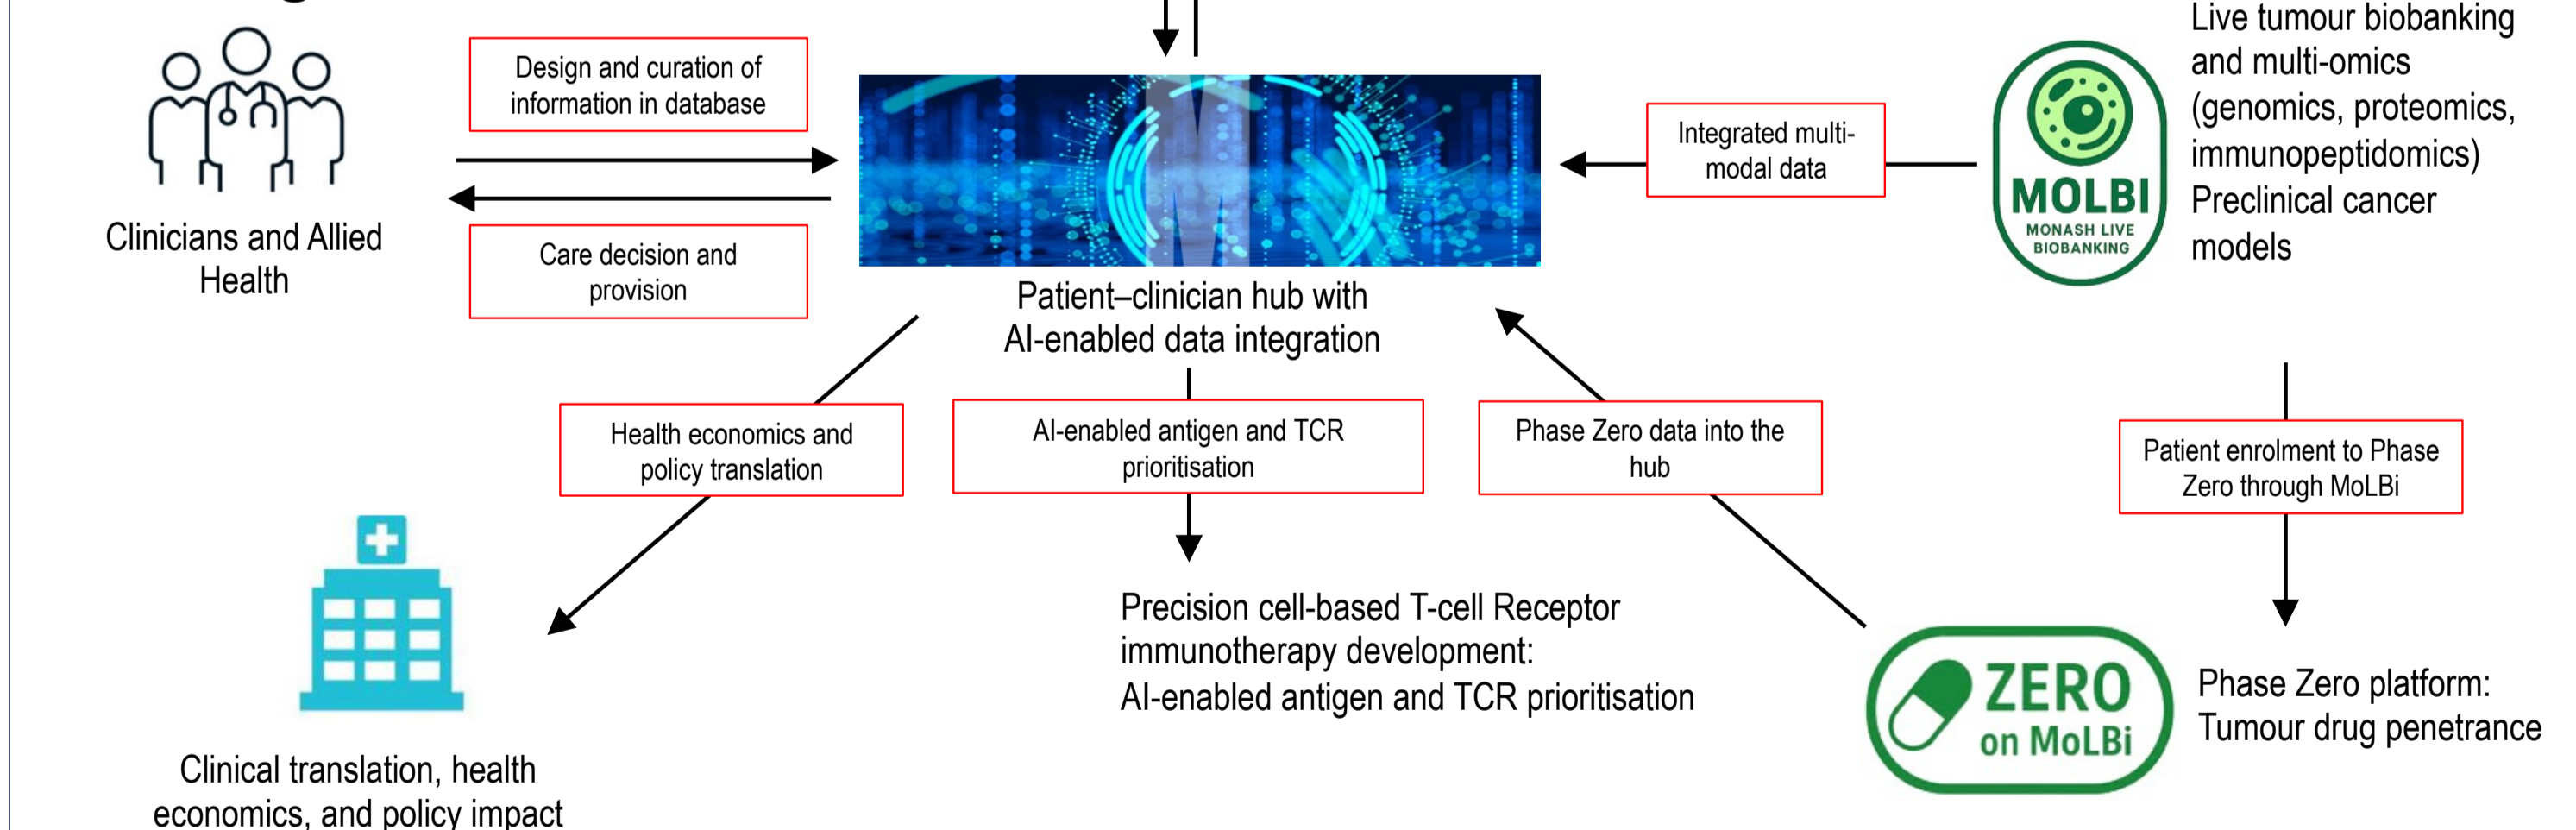 Design and curation of
information in database
Clinicians and Allied
Health
Care decision and
provision
Patient–clinician hub with
AI-enabled data integration
Integrated multi-
modal data
MOLBI
MONASH LIVE
BIOBANKING
Live tumour biobanking
and multi-omics
(genomics, proteomics,
immunopeptidomics)
Preclinical cancer
models
Health economics and
policy translation
AI-enabled antigen and TCR
prioritisation
Phase Zero data into the
hub
Patient enrolment to Phase
Zero through MoLBi
Precision cell-based T-cell Receptor
immunotherapy development:
AI-enabled antigen and TCR prioritisation
ZERO
on MoLBi
Phase Zero platform:
Tumour drug penetrance
Clinical translation, health
economics, and policy impact